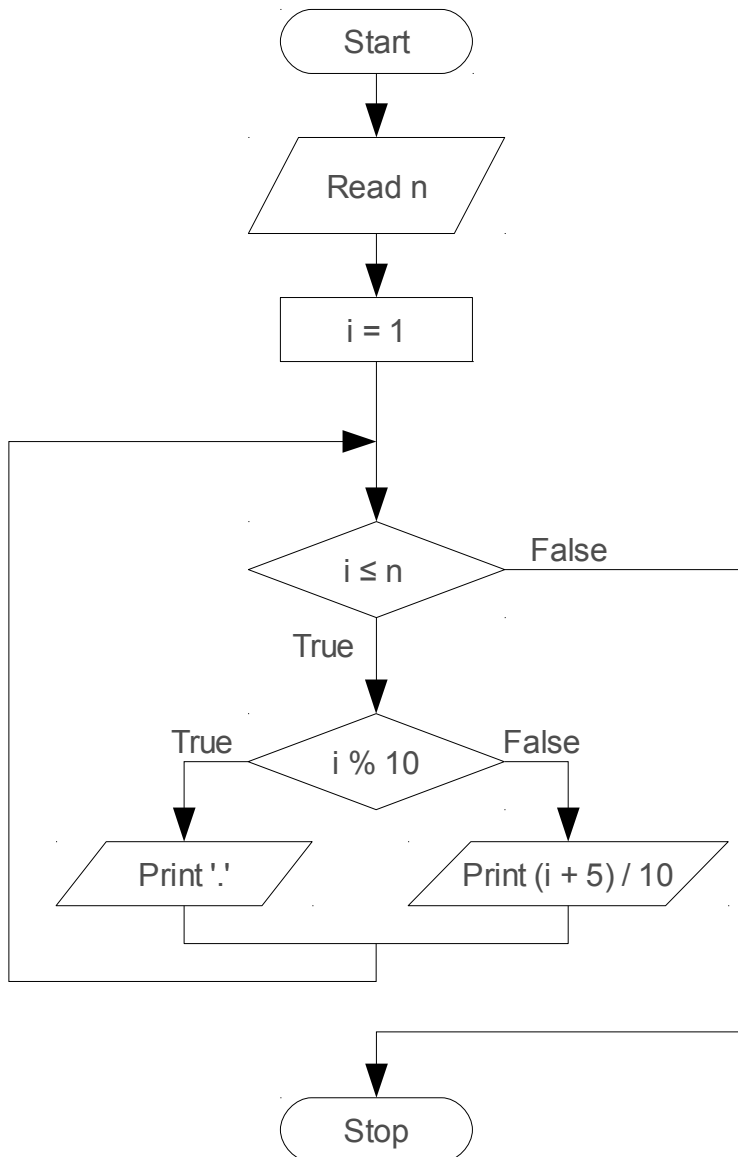 Start
Read n
i = 1
i ≤ n
False
True
i % 10
True
False
Print '.'
Print (i + 5) / 10
Stop